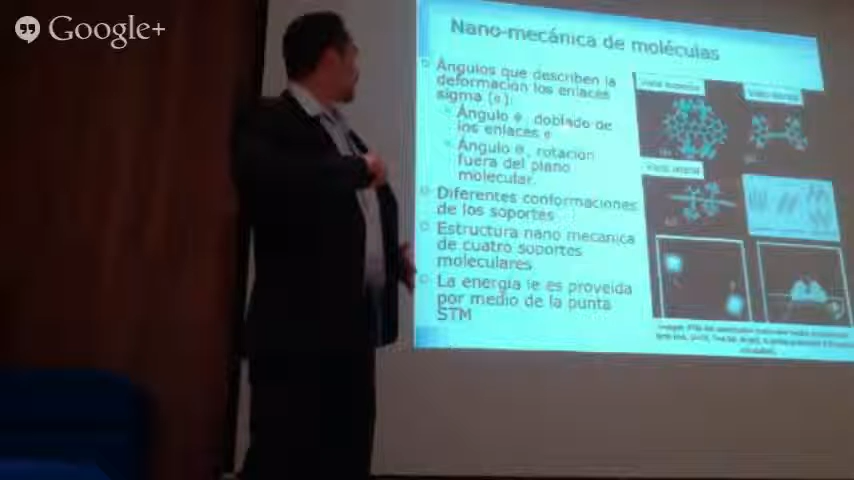 Google+
Nano-mecánica de moléculas
Ángulos que describen la
deformación los enlaces
sigma (σ):
Ángulo φ, doblado de
los enlaces σ
Ángulo θ, rotación
fuera del plano
molecular.
Diferentes conformaciones
de los soportes
Estructura nano mecánica
de cuatro soportes
moleculares
La energía le es proveída
por medio de la punta
STM